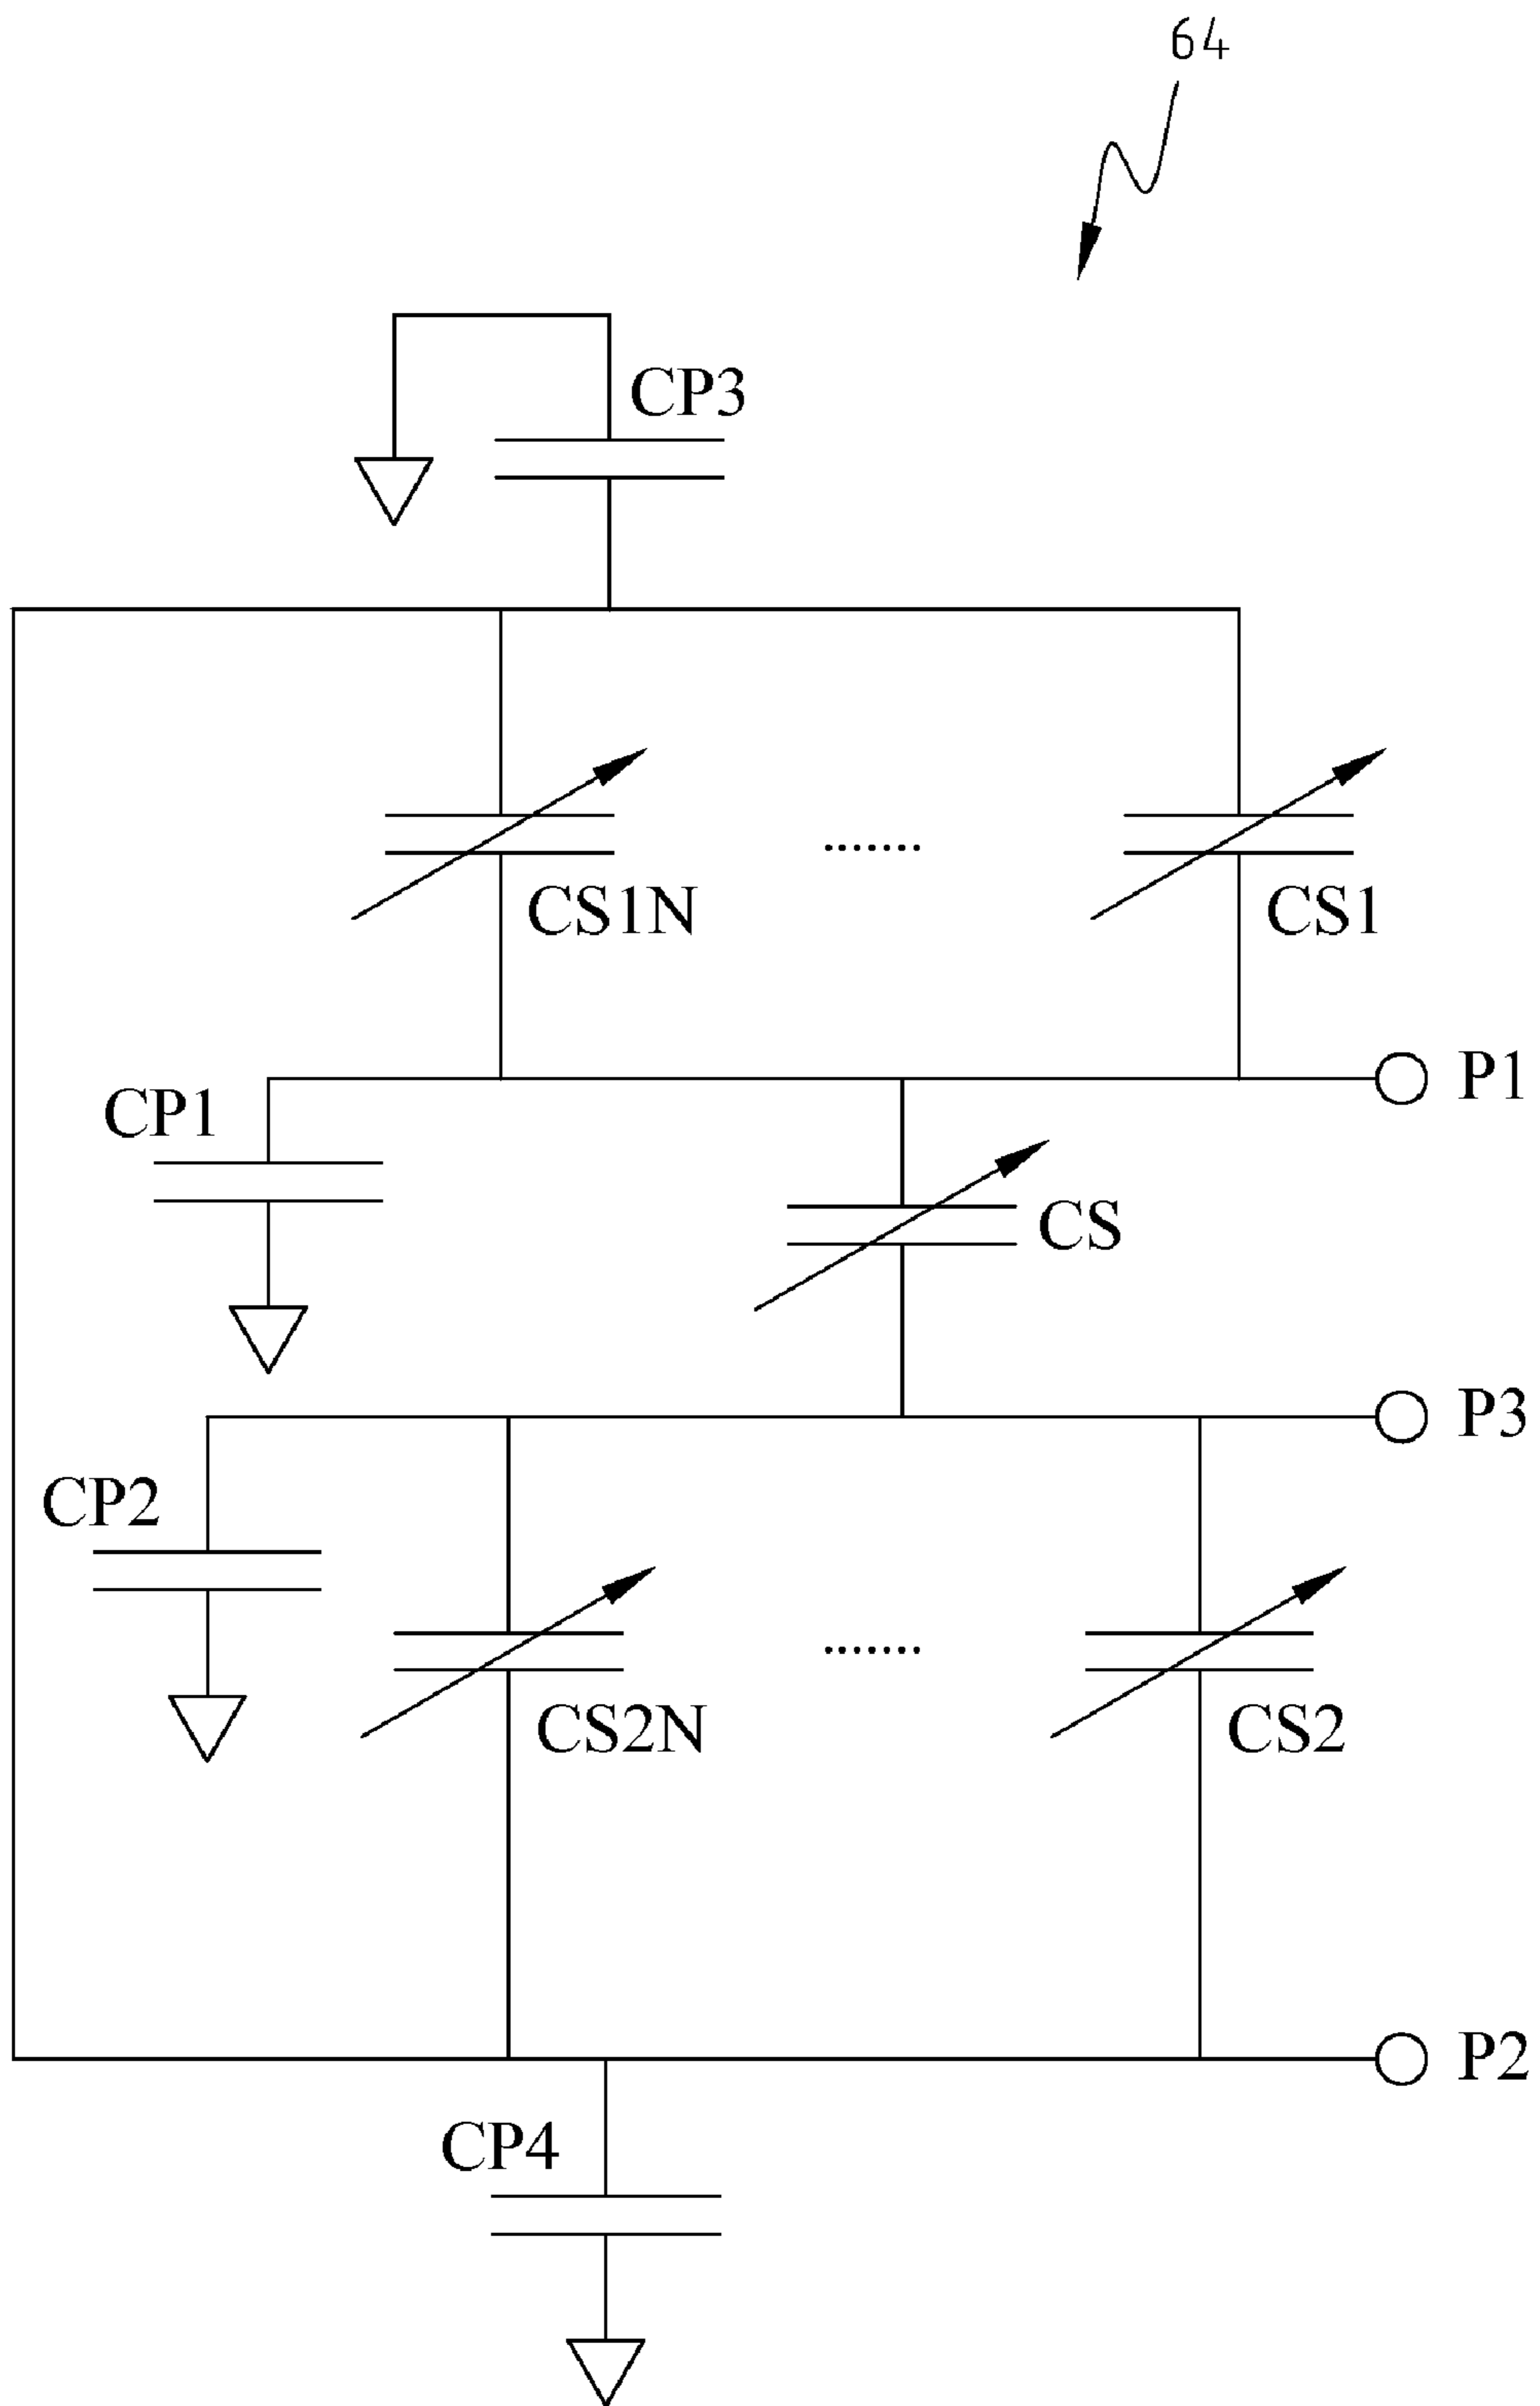 64
CP3
.......
CS1N
CS1
P1
CP1
CS
P3
CP2
.......
CS2N
CS2
P2
CP4